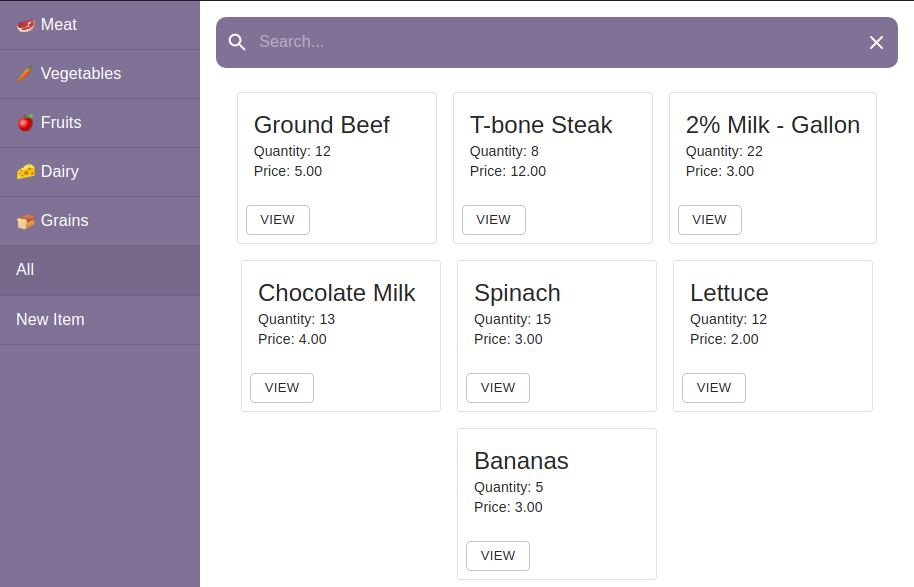 Meat
Vegetables
Fruits
Dairy
Grains
All
New Item
Search...
Ground Beef
Quantity: 12
Price: 5.00
VIEW
T-bone Steak
Quantity: 8
Price: 12.00
VIEW
2% Milk - Gallon
Quantity: 22
Price: 3.00
VIEW
Chocolate Milk
Quantity: 13
Price: 4.00
VIEW
Spinach
Quantity: 15
Price: 3.00
VIEW
Lettuce
Quantity: 12
Price: 2.00
VIEW
Bananas
Quantity: 5
Price: 3.00
VIEW